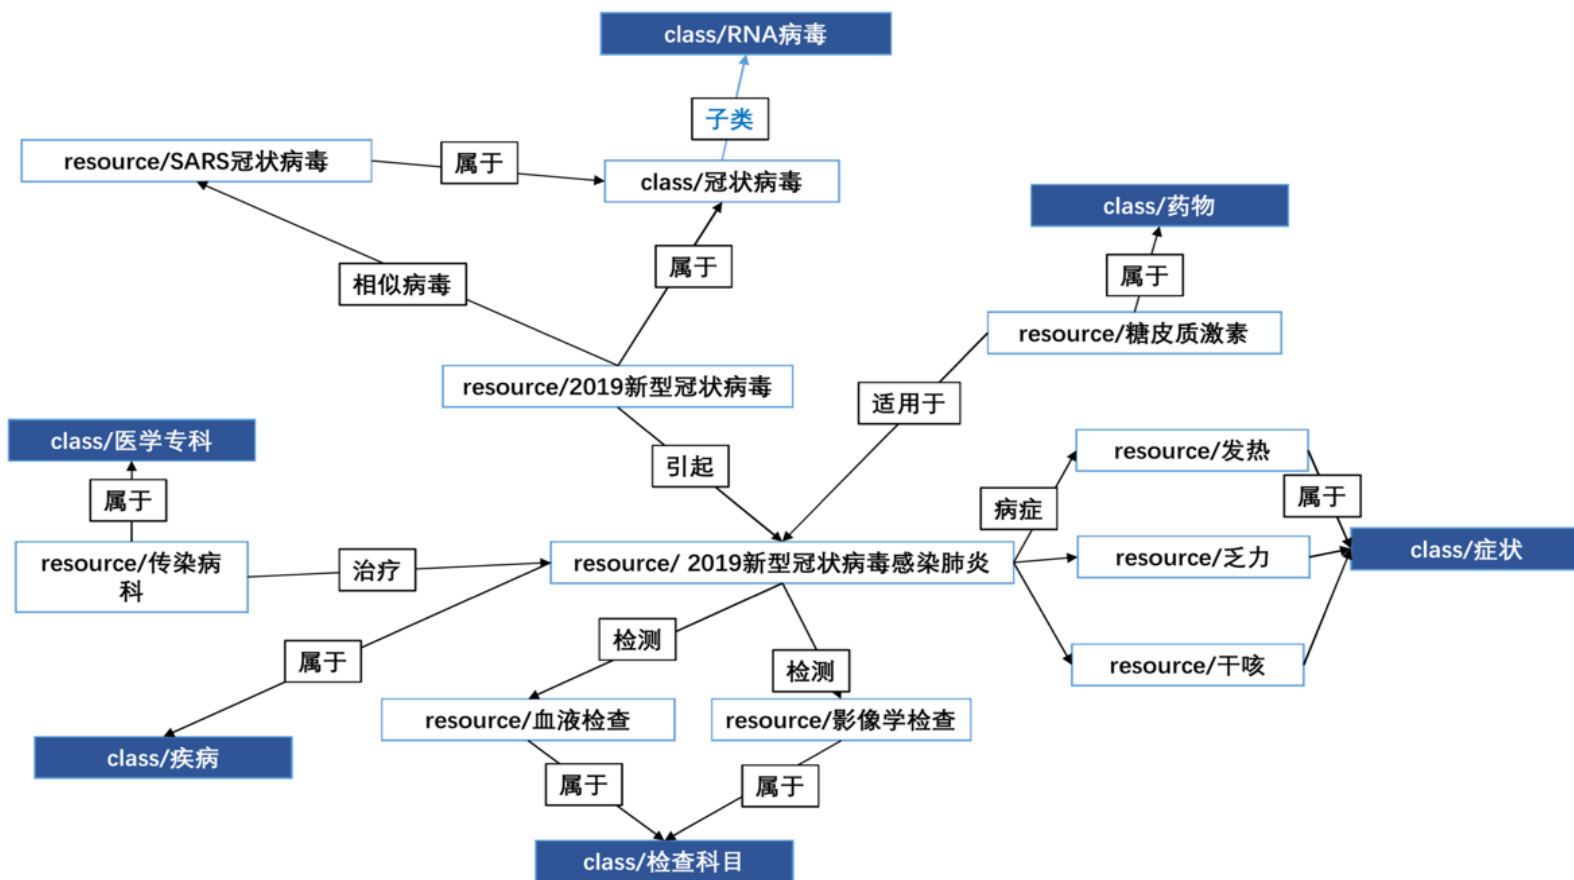 class/RNA病毒
子类
resource/SARS冠状病毒
属于
class/冠状病毒
class/药物
相似病毒
属于
属于
resource/糖皮质激素
resource/2019新型冠状病毒
适用于
class/医学专科
引起
resource/发热
属于
病症
属于
resource/传染病
科
治疗
resource/ 2019新型冠状病毒感染肺炎
resource/乏力
class/症状
属于
检测
检测
resource/干咳
resource/血液检查
resource/影像学检查
class/疾病
属于
属于
class/检查科目